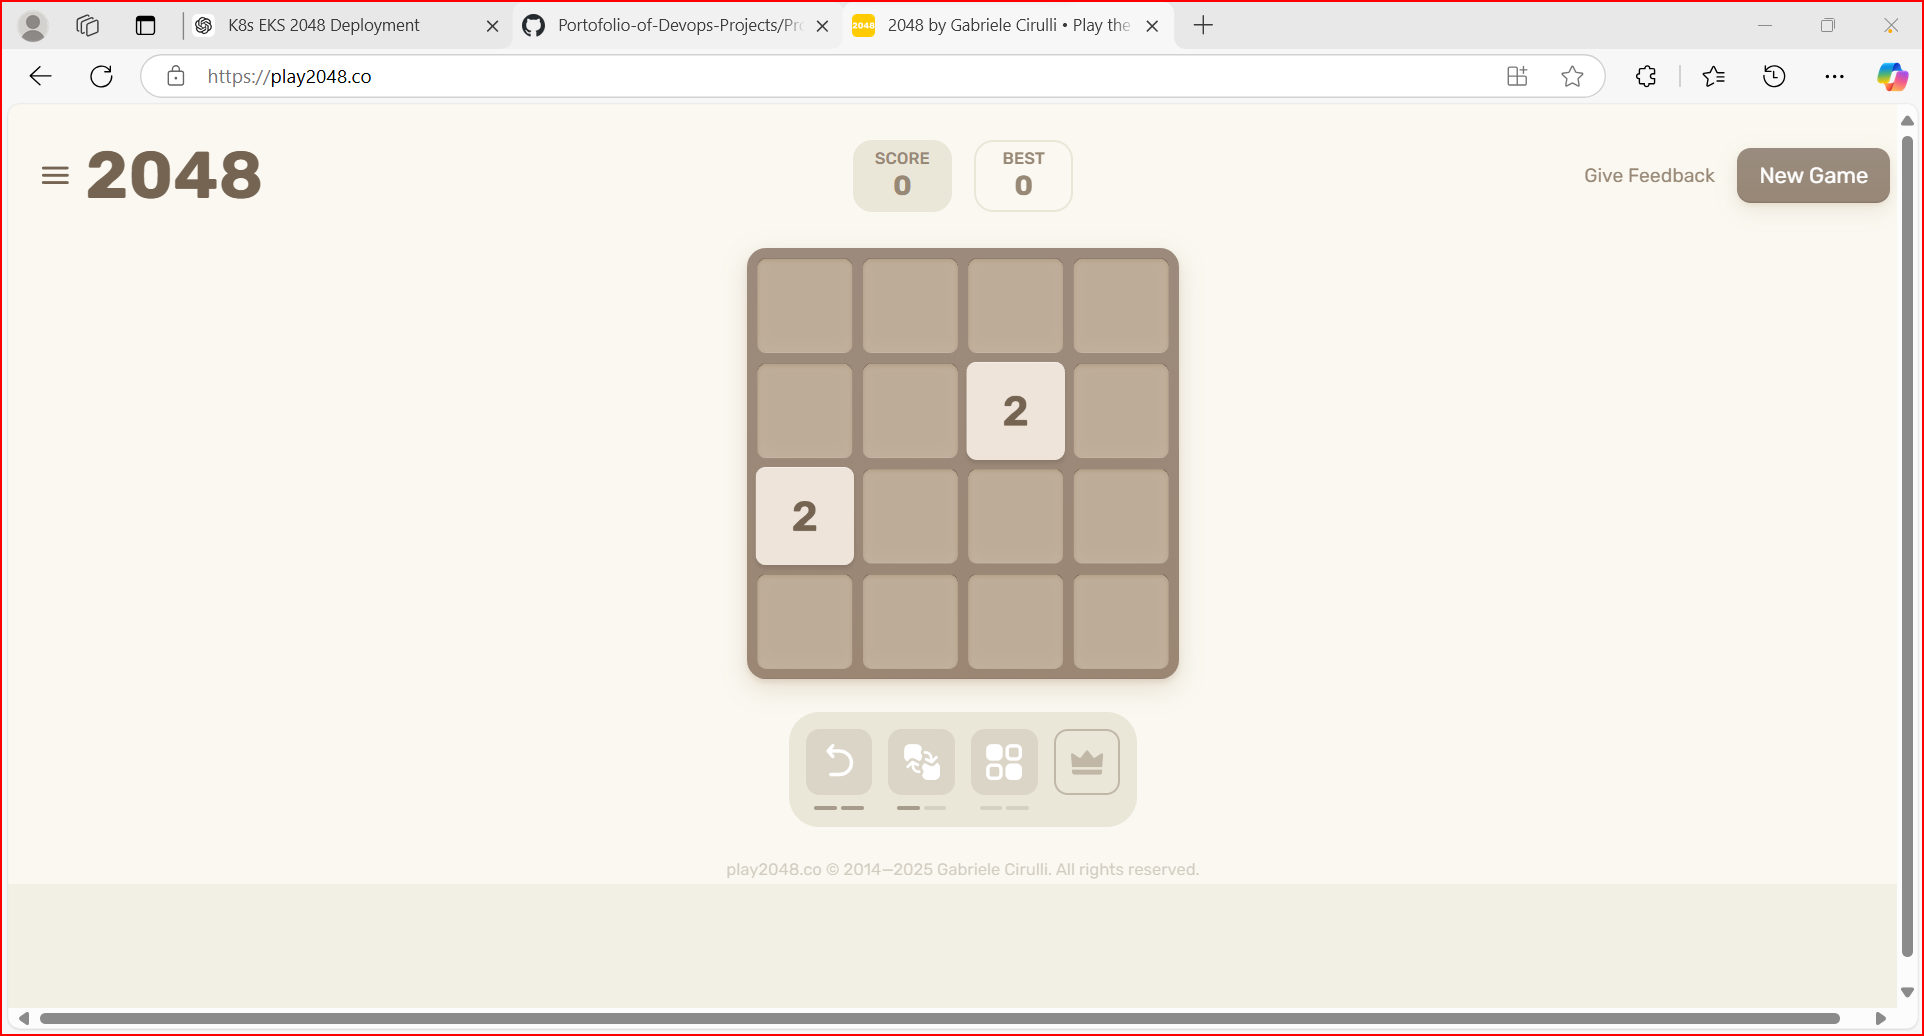 K8s EKS 2048 Deployment
Portofolio-of-Devops-Projects/Pr
2048
2048 by Gabriele Cirulli • Play the
https://play2048.co
2048
SCORE
0
BEST
0
Give Feedback
New Game
2
2
play2048.co © 2014—2025 Gabriele Cirulli. All rights reserved.